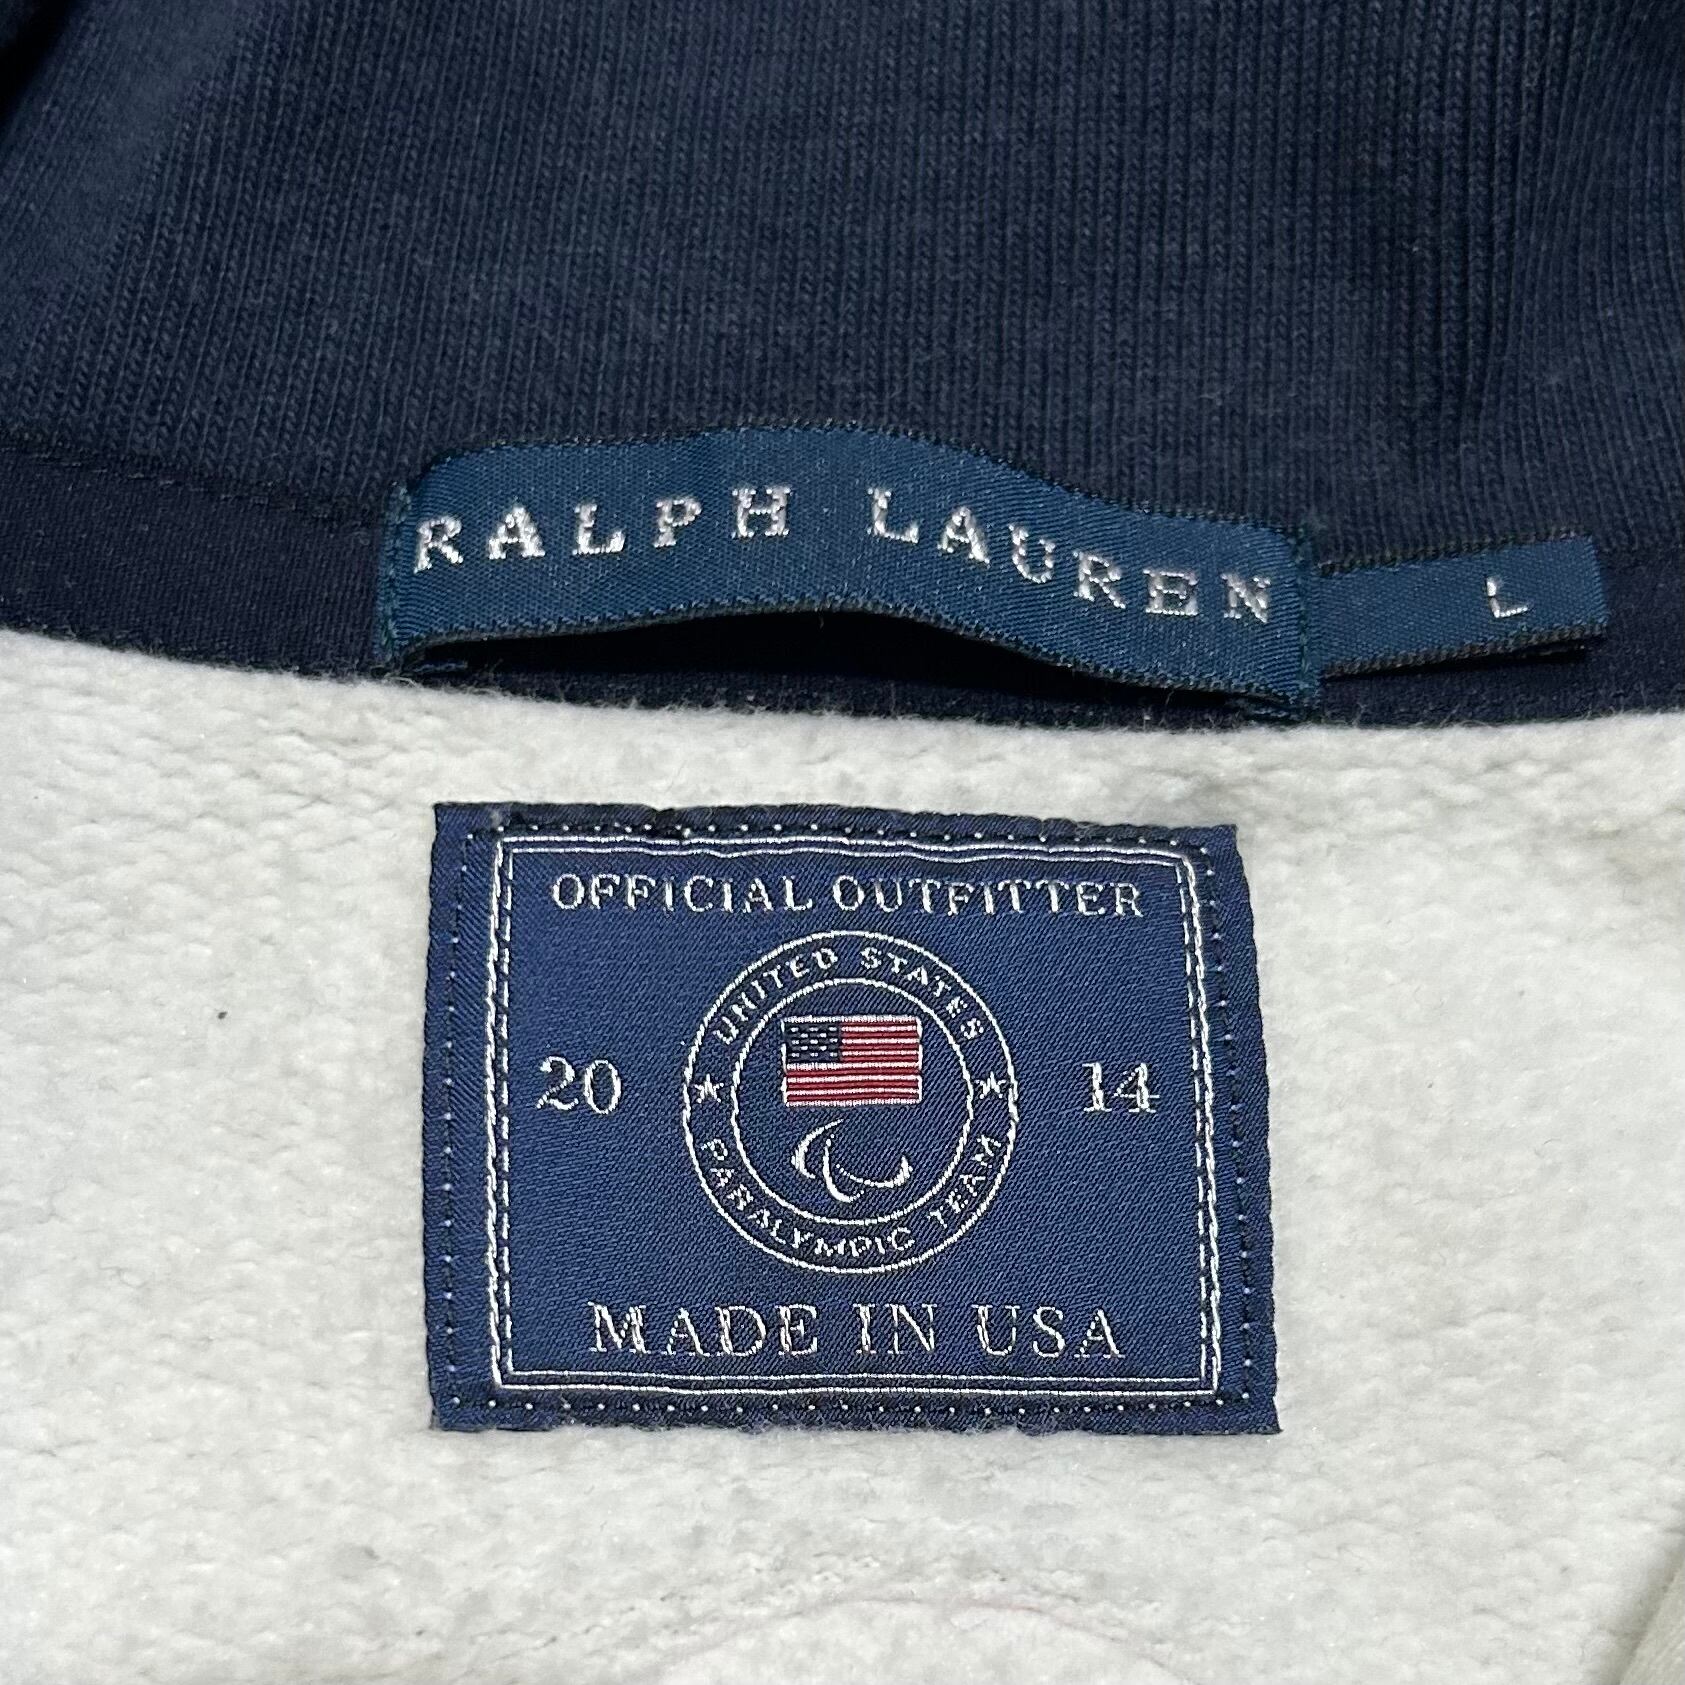 RALPH LAUREN
L
OFFICIAL OUTFITTER
UNITED STATES
20 14
PARALYMPIC TEAM
MADE IN USA